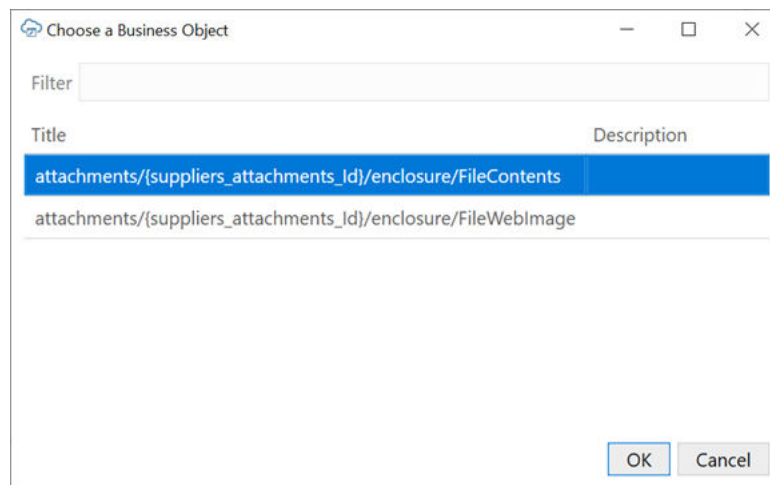 Choose a Business Object
Filter
Title Description
attachments/{suppliers_attachments_Id}/enclosure/FileContents
attachments/{suppliers_attachments_Id}/enclosure/FileWebImage
OK Cancel